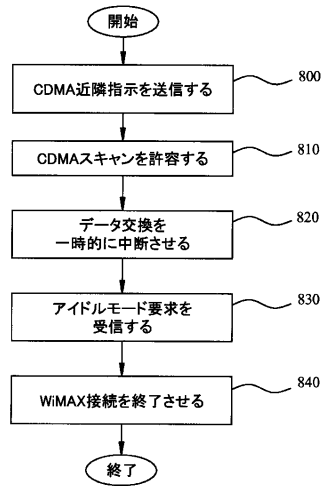 開始
CDMA近隣指示を送信する
800
CDMAスキャンを許容する
810
データ交換を
一時的に中断させる
820
アイドルモード要求を
受信する
830
WiMAX接続を終了させる
840
終了